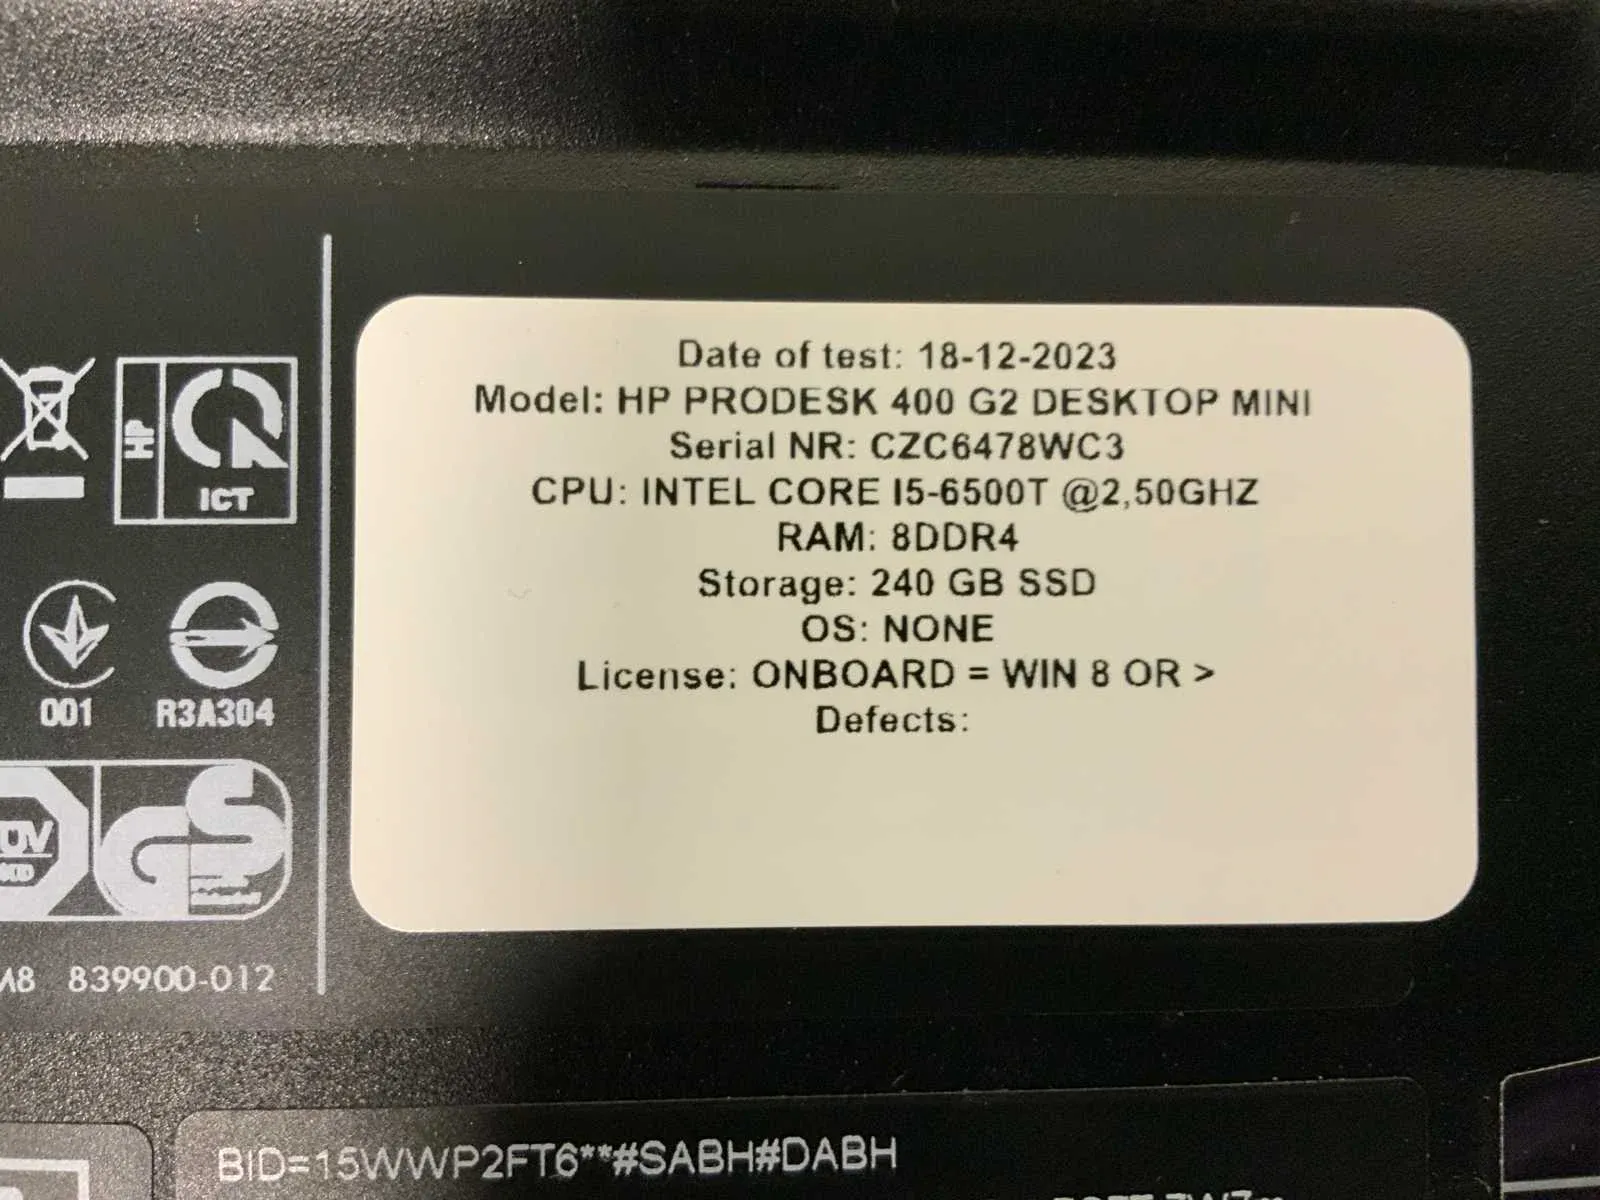 Date of test: 18-12-2023
Model: HP PRODESK 400 G2 DESKTOP MINI
Serial NR: CZC6478WC3
CPU: INTEL CORE I5-6500T @2,50GHZ
RAM: 8DDR4
Storage: 240 GB SSD
OS: NONE
License: ONBOARD = WIN 8 OR >
Defects:
HP
ICT
001
R3A304
GS
839900-012
BID=15WWP2FT6**#SABH#DABH